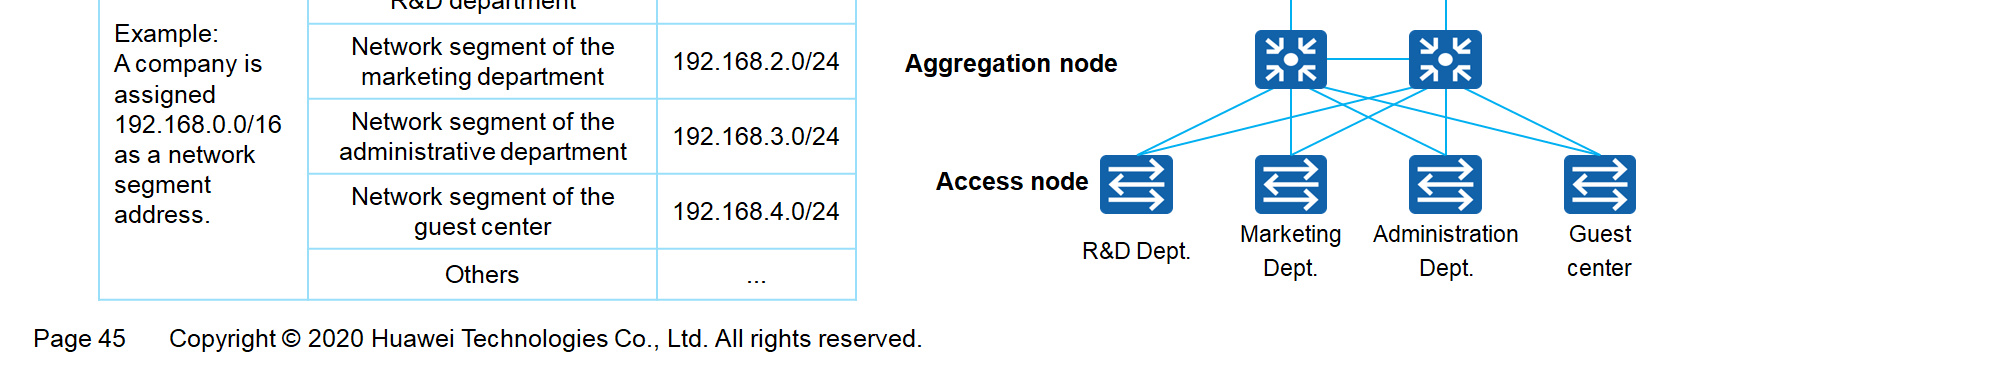 R&D department
Example:
A company is
assigned
192.168.0.0/16
as a network
segment
address.
Network segment of the
marketing department
192.168.2.0/24
Network segment of the
administrative department
192.168.3.0/24
Network segment of the
guest center
192.168.4.0/24
Others
...
Aggregation node
Access node
R&D Dept.
Marketing
Dept.
Administration
Dept.
Guest
center
Page 45
Copyright © 2020 Huawei Technologies Co., Ltd. All rights reserved.